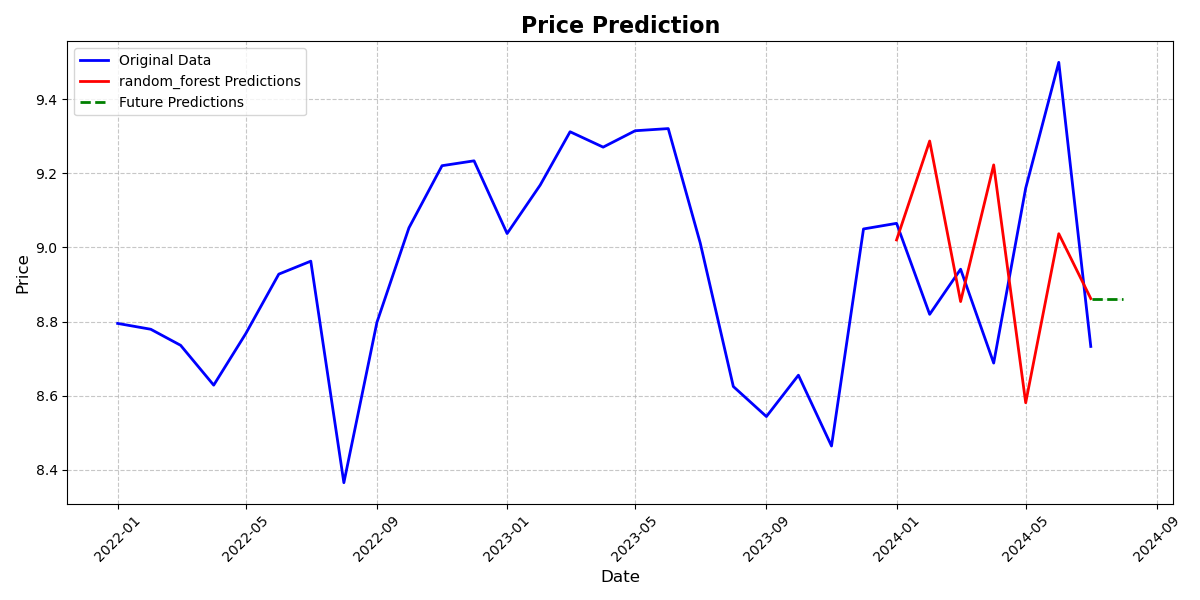 Price Prediction
Original Data
random_forest Predictions
Future Predictions
Price
9.4
9.2
9.0
8.8
8.6
8.4
2022-01
2022-05
2022-09
2023-01
2023-05
2023-09
2024-01
2024-05
2024-09
Date